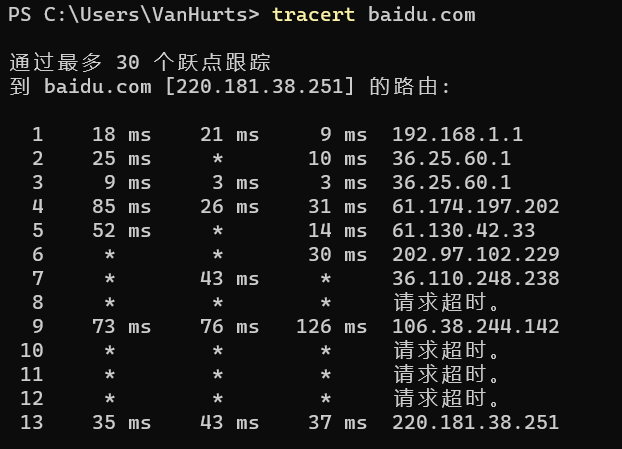 PS C:\Users\VanHurts> tracert baidu.com
通过最多 30 个跃点跟踪
到 baidu.com [220.181.38.251] 的路由:
1 18 ms 21 ms 9 ms 192.168.1.1
2 25 ms * 10 ms 36.25.60.1
3 9 ms 3 ms 3 ms 36.25.60.1
4 85 ms 26 ms 31 ms 61.174.197.202
5 52 ms * 14 ms 61.130.42.33
6 * * 30 ms 202.97.102.229
7 * 43 ms * 36.110.248.238
8 * * * 请求超时。
9 73 ms 76 ms 126 ms 106.38.244.142
10 * * * 请求超时。
11 * * * 请求超时。
12 * * * 请求超时。
13 35 ms 43 ms 37 ms 220.181.38.251